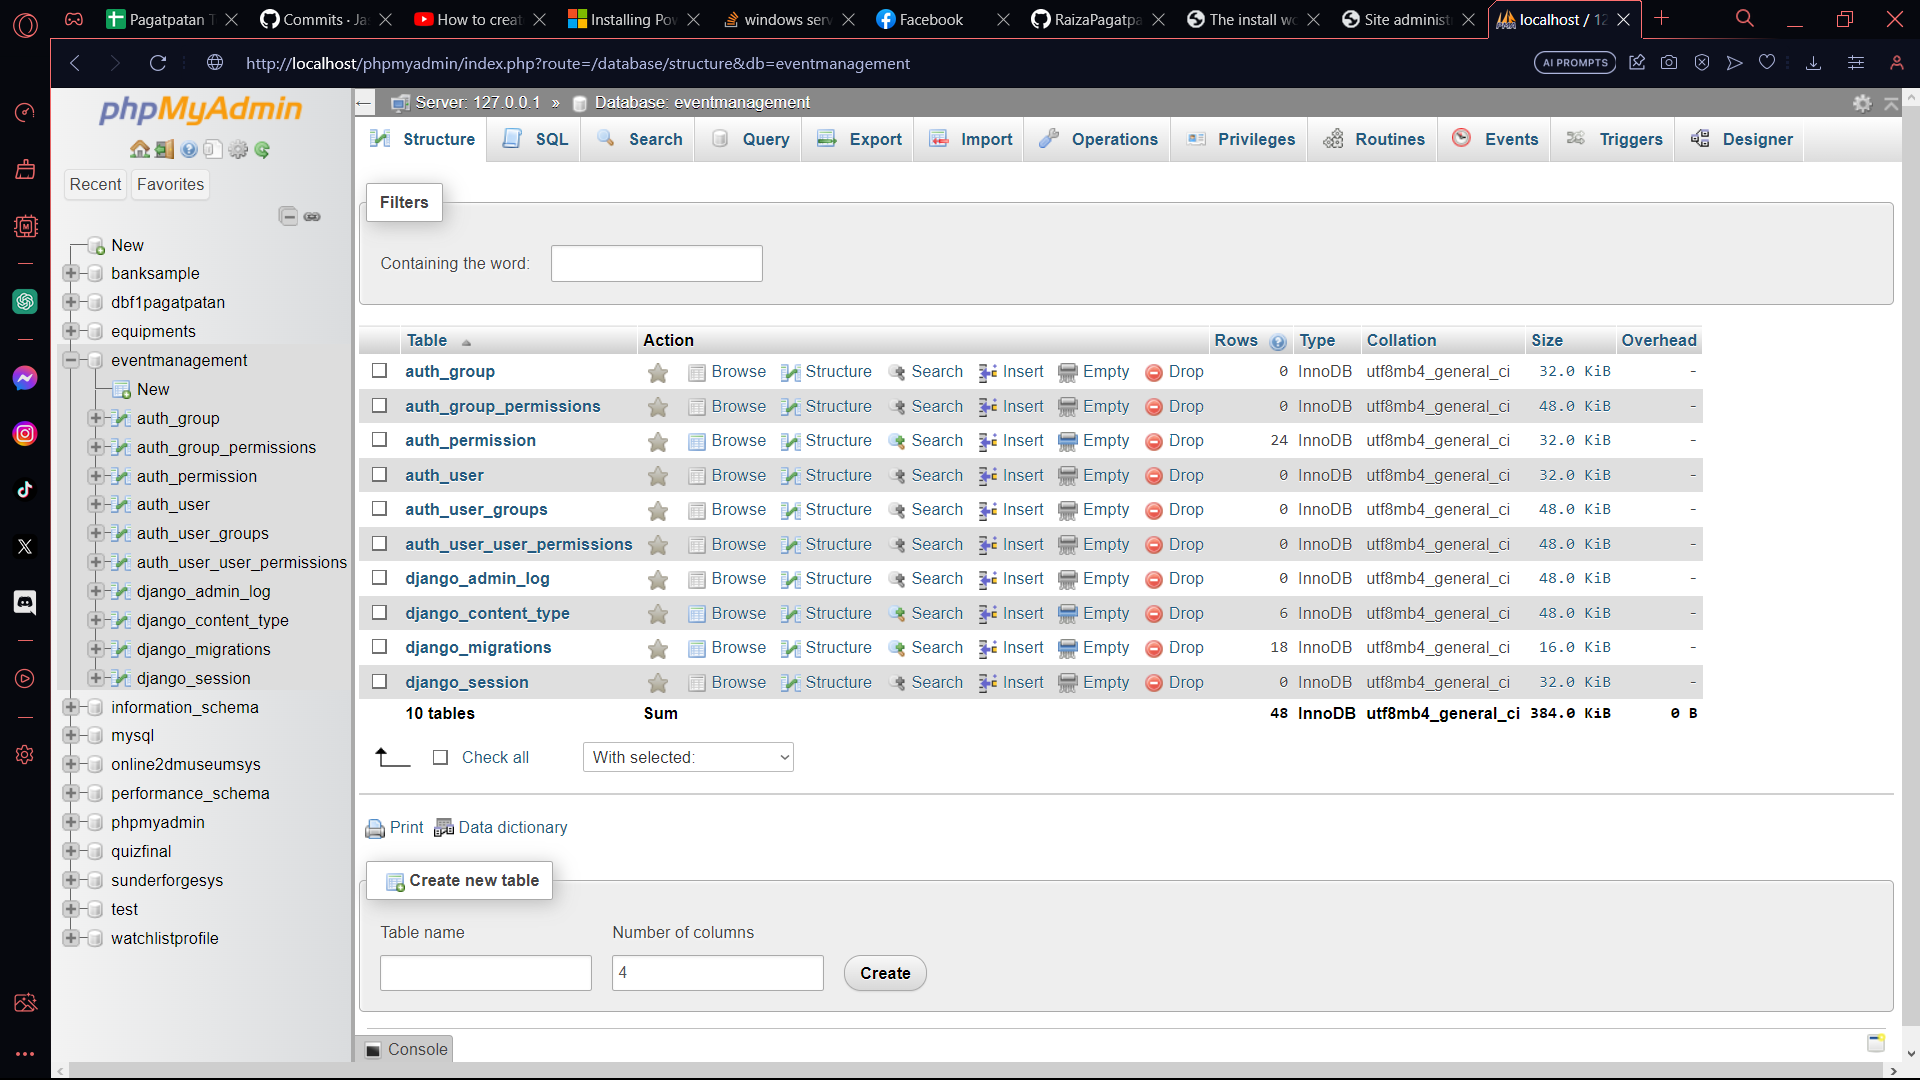 Pagatpatan T
Commits · Ja
How to creat
Installing Pow
windows serv
Facebook
RaizaPagatpa
The install wo
Site administ
localhost / 12
http://localhost/phpmyadmin/index.php?route=/database/structure&db=eventmanagement
AI PROMPTS
phpMyAdmin
Recent Favorites
New
banksample
dbf1pagatpatan
equipments
eventmanagement
New
auth_group
auth_group_permissions
auth_permission
auth_user
auth_user_groups
auth_user_user_permissions
django_admin_log
django_content_type
django_migrations
django_session
information_schema
mysql
online2dmuseumsys
performance_schema
phpmyadmin
quizfinal
sunderforgesys
test
watchlistprofile
Server: 127.0.0.1 » Database: eventmanagement
Structure SQL Search Query Export Import Operations Privileges Routines Events Triggers Designer
Filters
Containing the word:
Table Action Rows Type Collation Size Overhead
auth_group Browse Structure Search Insert Empty Drop 0 InnoDB utf8mb4_general_ci 32.0 KiB -
auth_group_permissions Browse Structure Search Insert Empty Drop 0 InnoDB utf8mb4_general_ci 48.0 KiB -
auth_permission Browse Structure Search Insert Empty Drop 24 InnoDB utf8mb4_general_ci 32.0 KiB -
auth_user Browse Structure Search Insert Empty Drop 0 InnoDB utf8mb4_general_ci 32.0 KiB -
auth_user_groups Browse Structure Search Insert Empty Drop 0 InnoDB utf8mb4_general_ci 48.0 KiB -
auth_user_user_permissions Browse Structure Search Insert Empty Drop 0 InnoDB utf8mb4_general_ci 48.0 KiB -
django_admin_log Browse Structure Search Insert Empty Drop 0 InnoDB utf8mb4_general_ci 48.0 KiB -
django_content_type Browse Structure Search Insert Empty Drop 6 InnoDB utf8mb4_general_ci 48.0 KiB -
django_migrations Browse Structure Search Insert Empty Drop 18 InnoDB utf8mb4_general_ci 16.0 KiB -
django_session Browse Structure Search Insert Empty Drop 0 InnoDB utf8mb4_general_ci 32.0 KiB -
10 tables Sum 48 InnoDB utf8mb4_general_ci 384.0 KiB 0 B
Check all With selected:
Print Data dictionary
Create new table
Table name Number of columns
4 Create
Console